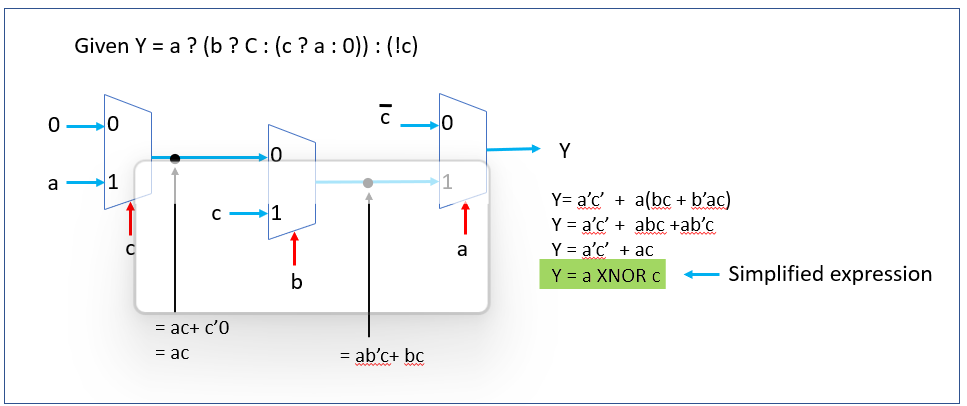 Given Y = a ? (b ? C : (c ? a : 0)) : (!c)
0
0
a
1
c
0
c
1
b
c̅
0
1
a
Y
Y= a’c’ + a(bc + b’ac)
Y = a’c’ + abc +ab’c
Y = a’c’ + ac
Y = a XNOR c
Simplified expression
= ac+ c’0
= ac
= ab’c+ bc